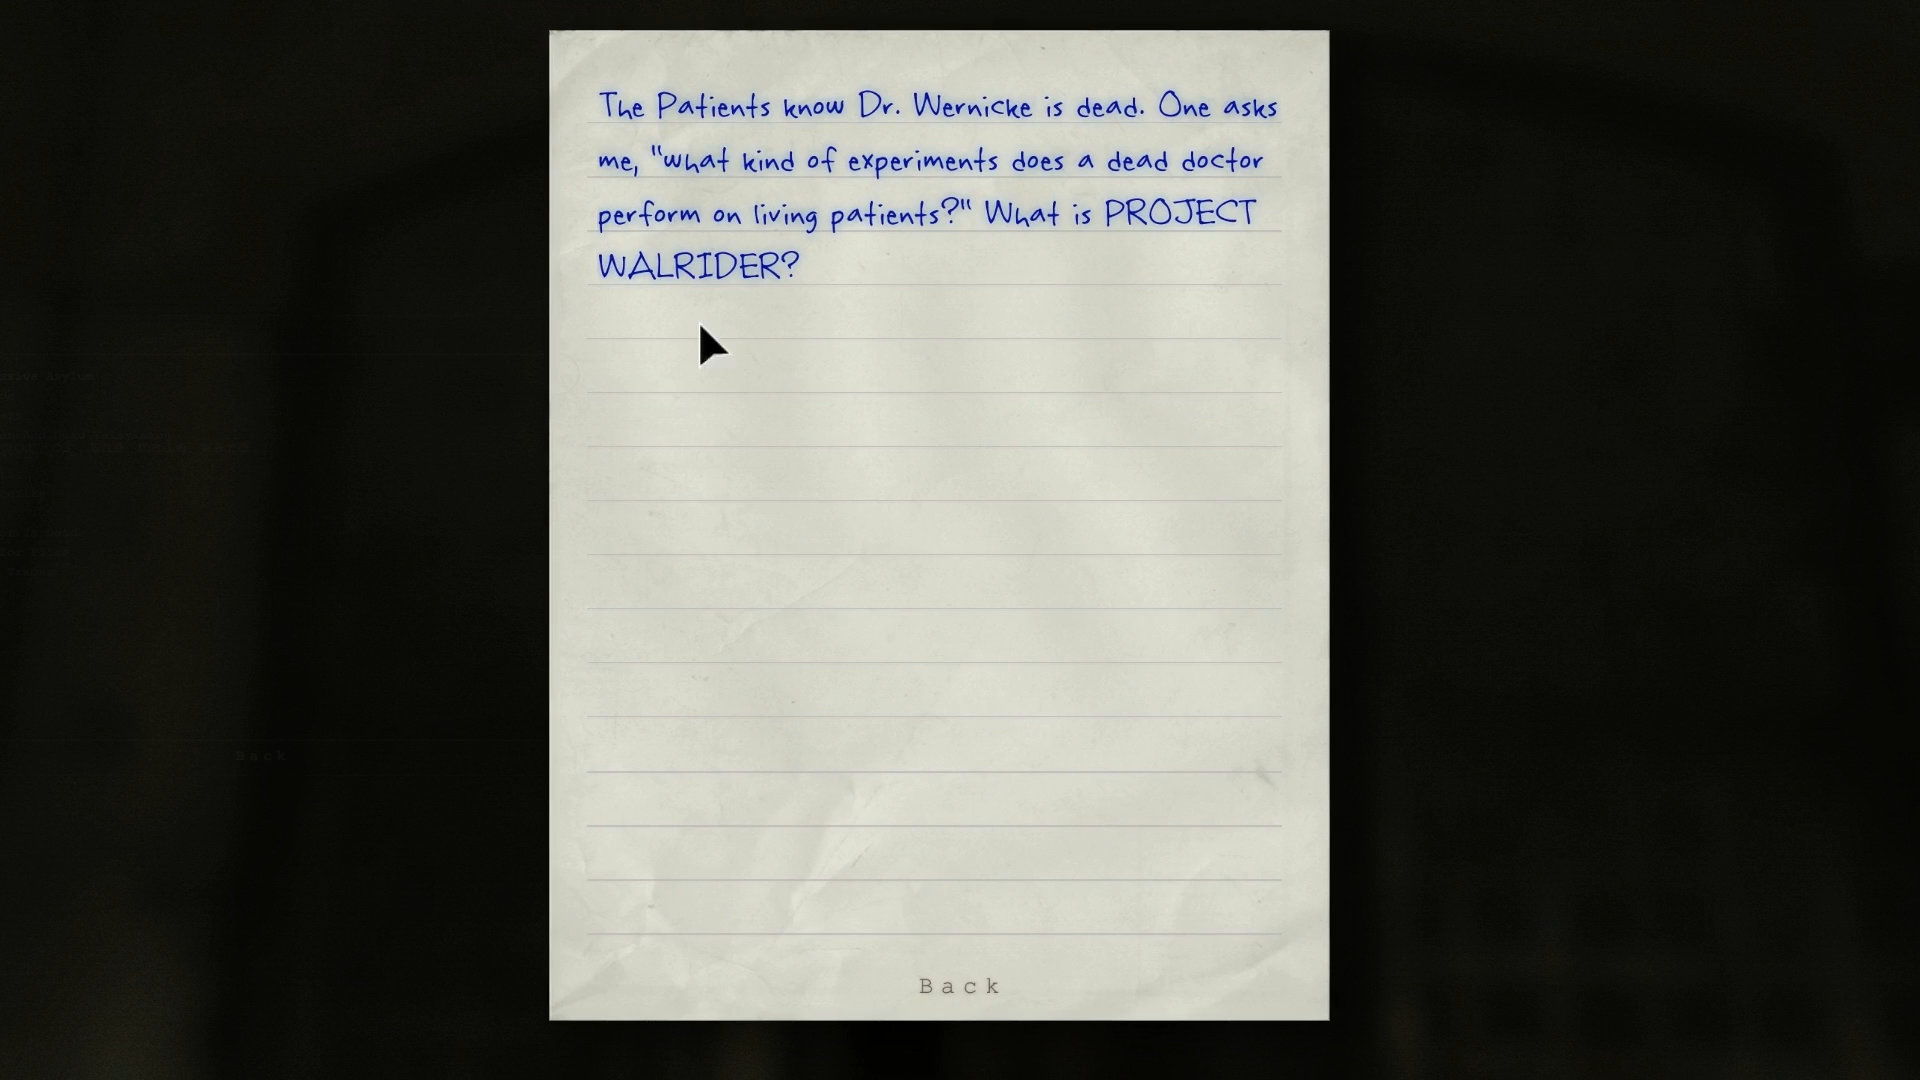 The Patients know Dr. Wernicke is dead. One asks
me, "what kind of experiments does a dead doctor
perform on living patients?" What is PROJECT
WALRIDER?
Back
Back